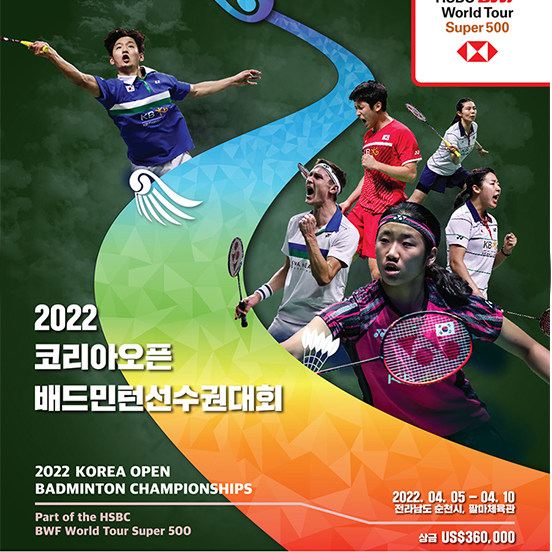 HSBC BWF
World Tour
Super 500
2022
코리아오픈
배드민턴선수권대회
2022 KOREA OPEN
BADMINTON CHAMPIONSHIPS
Part of the HSBC
BWF World Tour Super 500
2022. 04. 05 – 04. 10
전라남도 순천시, 팔마체육관
상금 US$360,000